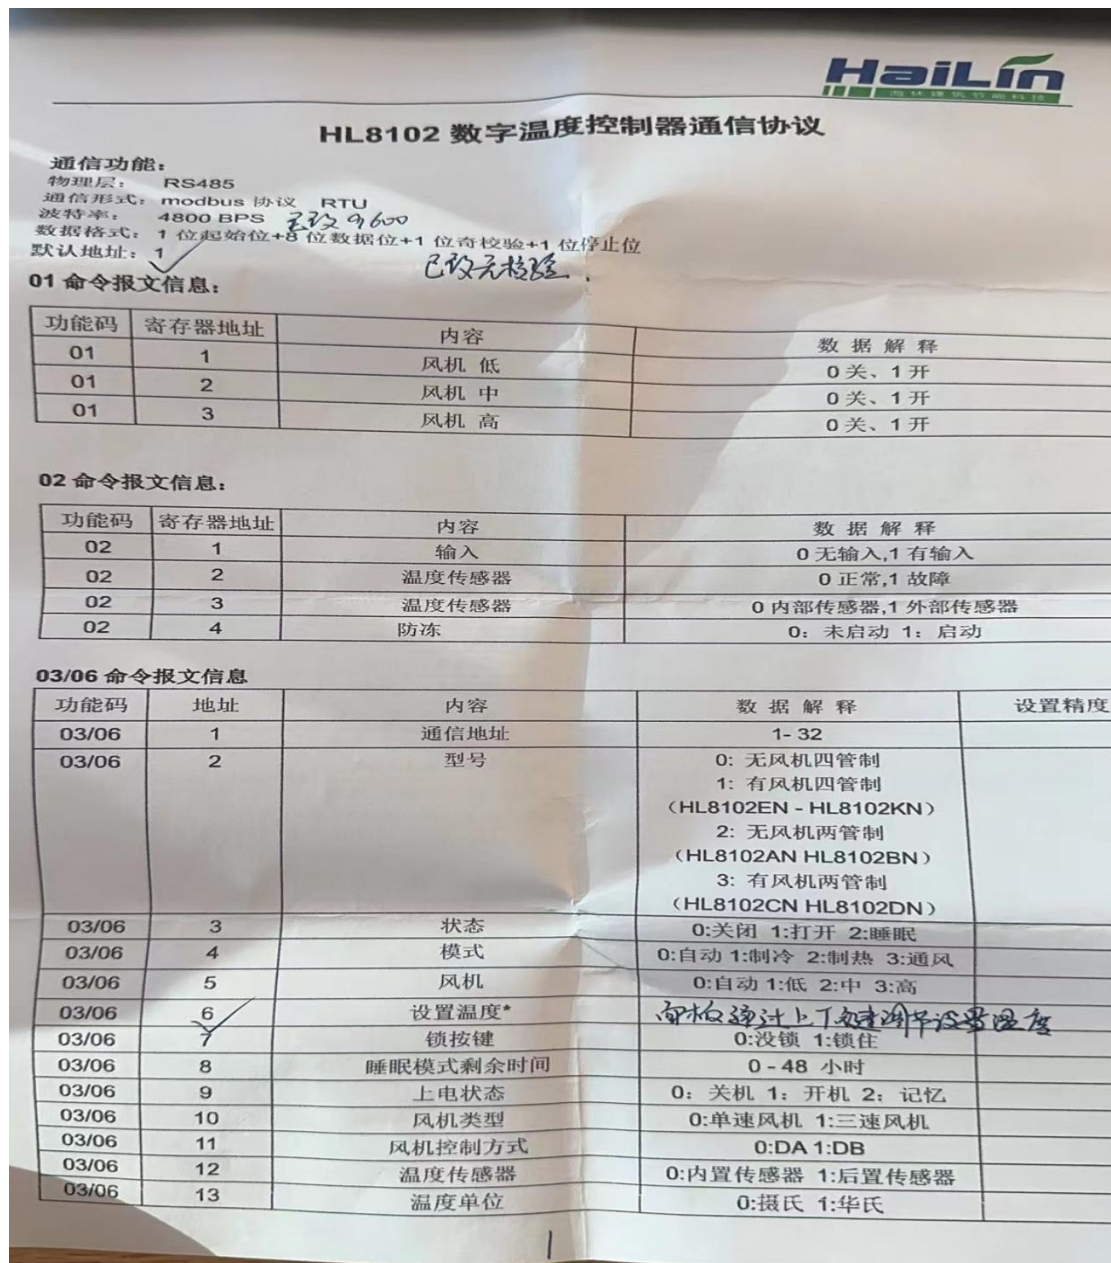 HaiLin
HL8102 数字温度控制器通信协议
通信功能：
物理层： RS485
通信形式：modbus 协议 RTU
波特率： 4800 BPS 已改9600
数据格式：1 位起始位+8 位数据位+1 位奇校验+1 位停止位
默认地址：1 已改无校验.
01 命令报文信息：
功能码 寄存器地址 内容 数 据 解 释
01 1 风机 低 0 关、1 开
01 2 风机 中 0 关、1 开
01 3 风机 高 0 关、1 开
02 命令报文信息：
功能码 寄存器地址 内容 数 据 解 释
02 1 输入 0 无输入,1 有输入
02 2 温度传感器 0 正常,1 故障
02 3 温度传感器 0 内部传感器,1 外部传感器
02 4 防冻 0：未启动 1：启动
03/06 命令报文信息
功能码 地址 内容 数 据 解 释 设置精度
03/06 1 通信地址 1- 32
03/06 2 型号 0: 无风机四管制
1: 有风机四管制
（HL8102EN - HL8102KN）
2: 无风机两管制
（HL8102AN HL8102BN）
3: 有风机两管制
（HL8102CN HL8102DN）
03/06 3 状态 0:关闭 1:打开 2:睡眠
03/06 4 模式 0:自动 1:制冷 2:制热 3:通风
03/06 5 风机 0:自动 1:低 2:中 3:高
03/06 6 设置温度* 面板通过上下键调节设置温度
03/06 7 锁按键 0:没锁 1:锁住
03/06 8 睡眠模式剩余时间 0 - 48 小时
03/06 9 上电状态 0：关机 1：开机 2：记忆
03/06 10 风机类型 0:单速风机 1:三速风机
03/06 11 风机控制方式 0:DA 1:DB
03/06 12 温度传感器 0:内置传感器 1:后置传感器
03/06 13 温度单位 0:摄氏 1:华氏
1